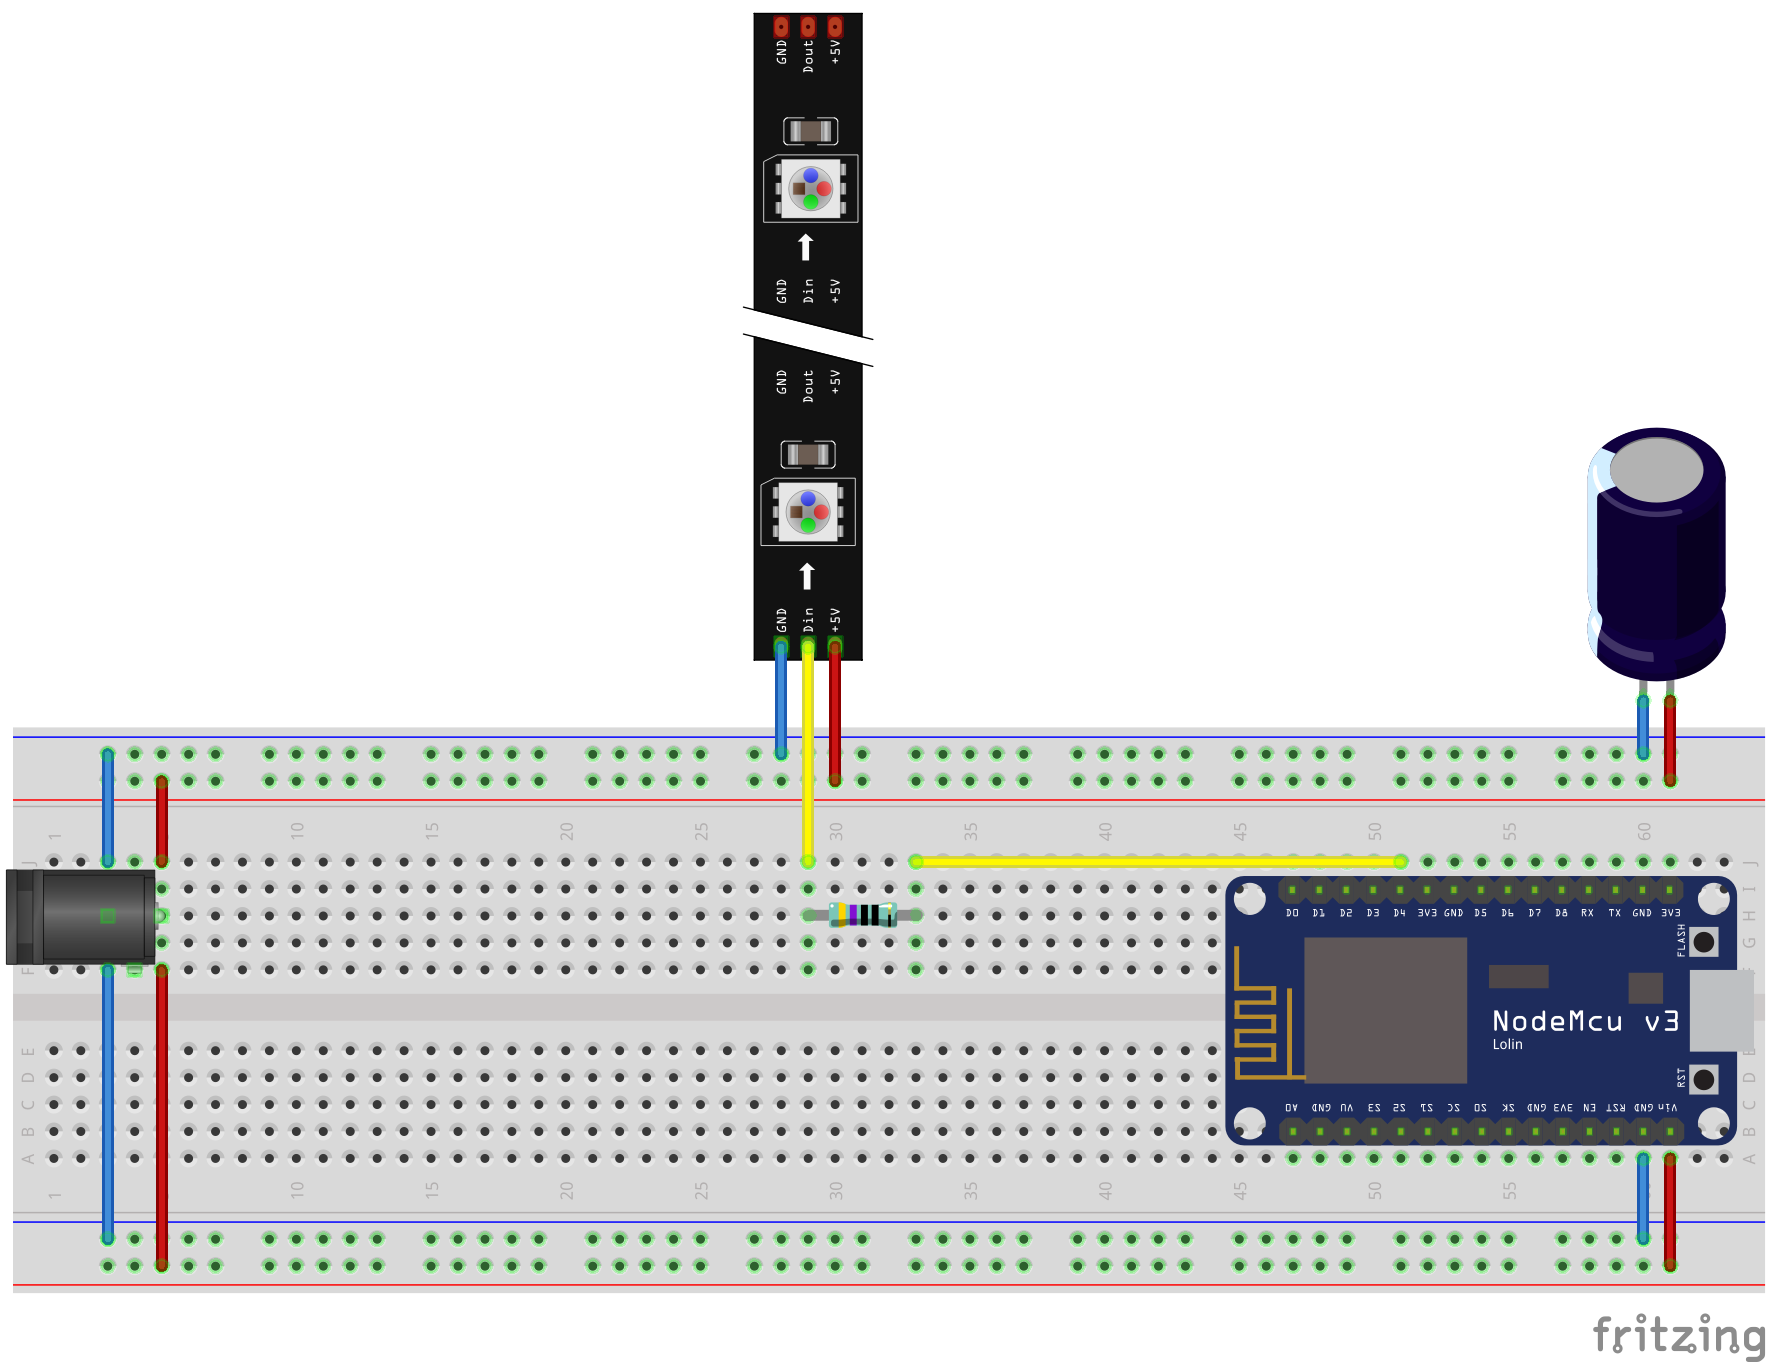 GND Dout +5V
GND Din +5V
GND Dout +5V
GND Din +5V
1 10 15 20 25 30 35 40 45 50 55 60
J J
I
H
G
F
D0 D1 D2 D3 D4 3V3 GND D5 D6 D7 D8 RX TX GND 3V3
FLASH
NodeMcu v3
Lolin
RST
E
D D
C C
B B
A A
A0 GND VU S3 S2 S1 SC S0 SK GND 3V3 EN RST GND Vin
1 10 15 20 25 30 35 40 45 50 55
fritzing